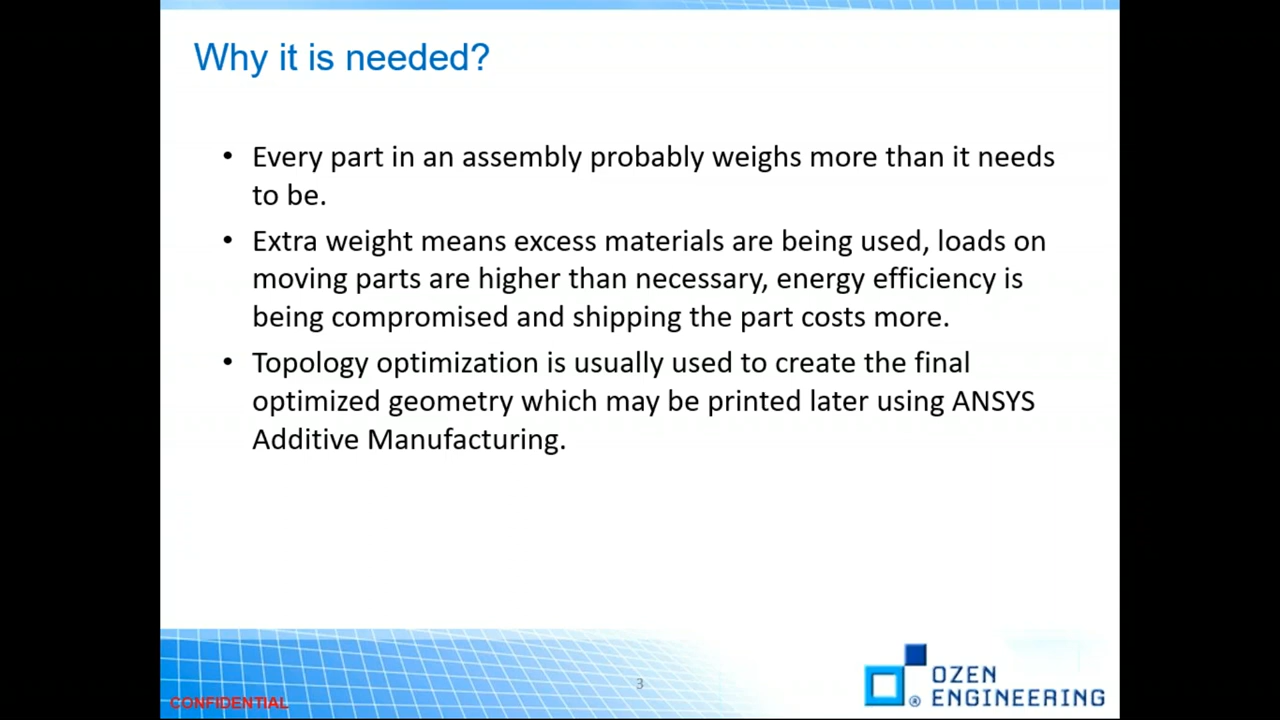 Why it is needed?
• Every part in an assembly probably weighs more than it needs
to be.
• Extra weight means excess materials are being used, loads on
moving parts are higher than necessary, energy efficiency is
being compromised and shipping the part costs more.
• Topology optimization is usually used to create the final
optimized geometry which may be printed later using ANSYS
Additive Manufacturing.
3
CONFIDENTIAL
® OZEN
ENGINEERING